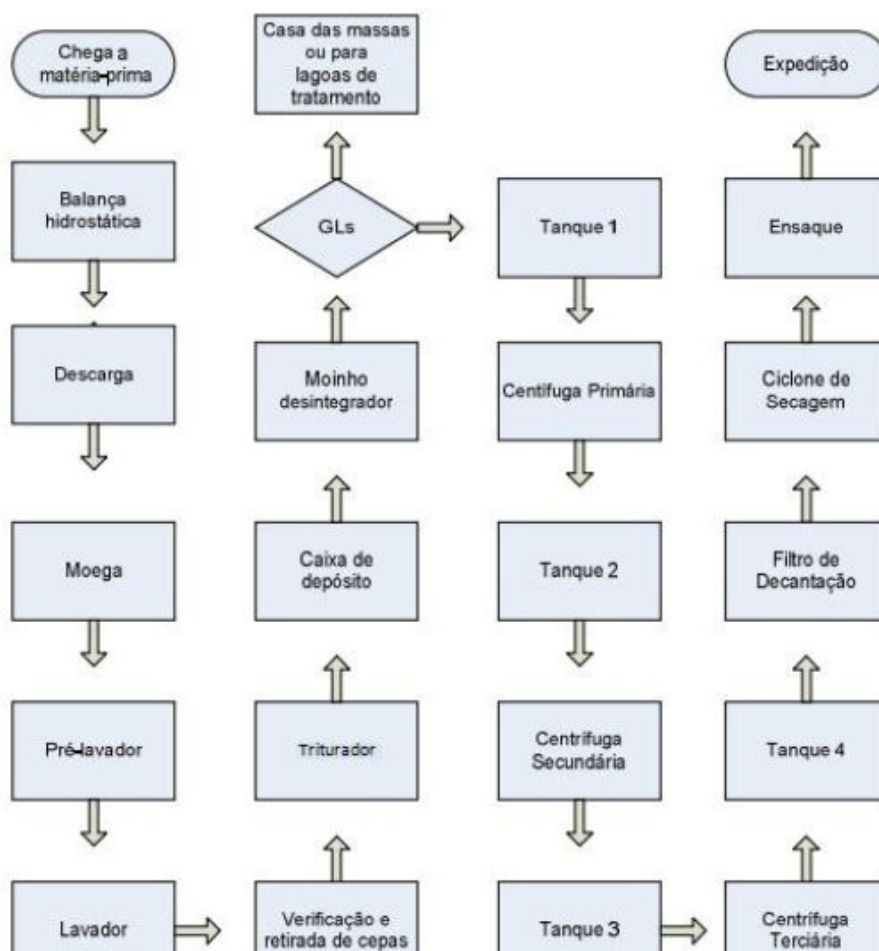 Chega a
matéria-prima
Balança
hidrostática
Descarga
Moega
Pré-lavador
Lavador
Verificação e
retirada de cepas
Triturador
Caixa de
depósito
Moinho
desintegrador
GLs
Casa das massas
ou para
lagoas de
tratamento
Tanque 1
Centífuga Primária
Tanque 2
Centrífuga
Secundária
Tanque 3
Centrífuga
Terciária
Tanque 4
Filtro de
Decantação
Ciclone de
Secagem
Ensaque
Expedição